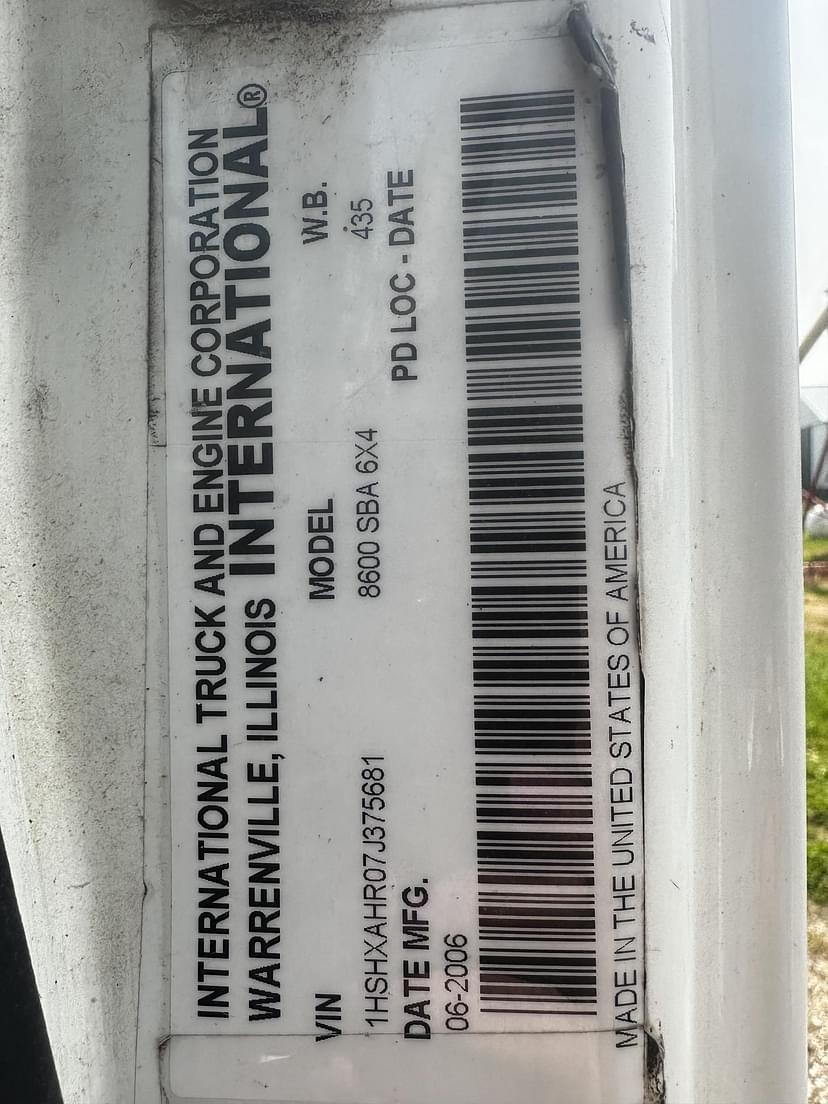 INTERNATIONAL TRUCK AND ENGINE CORPORATION
WARRENVILLE, ILLINOIS INTERNATIONAL®
VIN MODEL W.B.
1HSHXAHR07J375681 8600 SBA 6X4 435
DATE MFG. PD LOC - DATE
06-2006
MADE IN THE UNITED STATES OF AMERICA